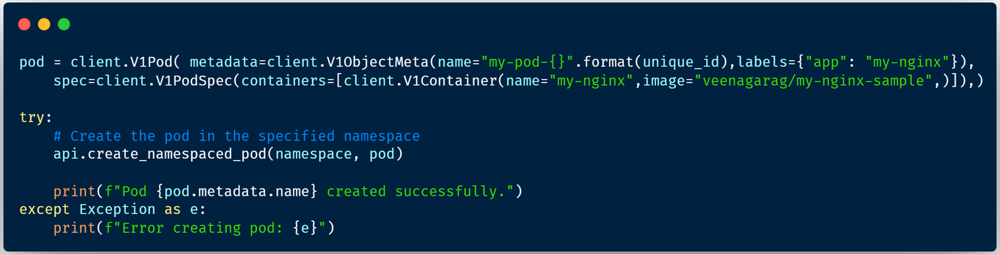 pod = client.V1Pod( metadata=client.V1ObjectMeta(name="my-pod-{}".format(unique_id),labels={"app": "my-nginx"}),
    spec=client.V1PodSpec(containers=[client.V1Container(name="my-nginx",image="veenagarag/my-nginx-sample",)]),)

try:
    # Create the pod in the specified namespace
    api.create_namespaced_pod(namespace, pod)

    print(f"Pod {pod.metadata.name} created successfully.")
except Exception as e:
    print(f"Error creating pod: {e}")